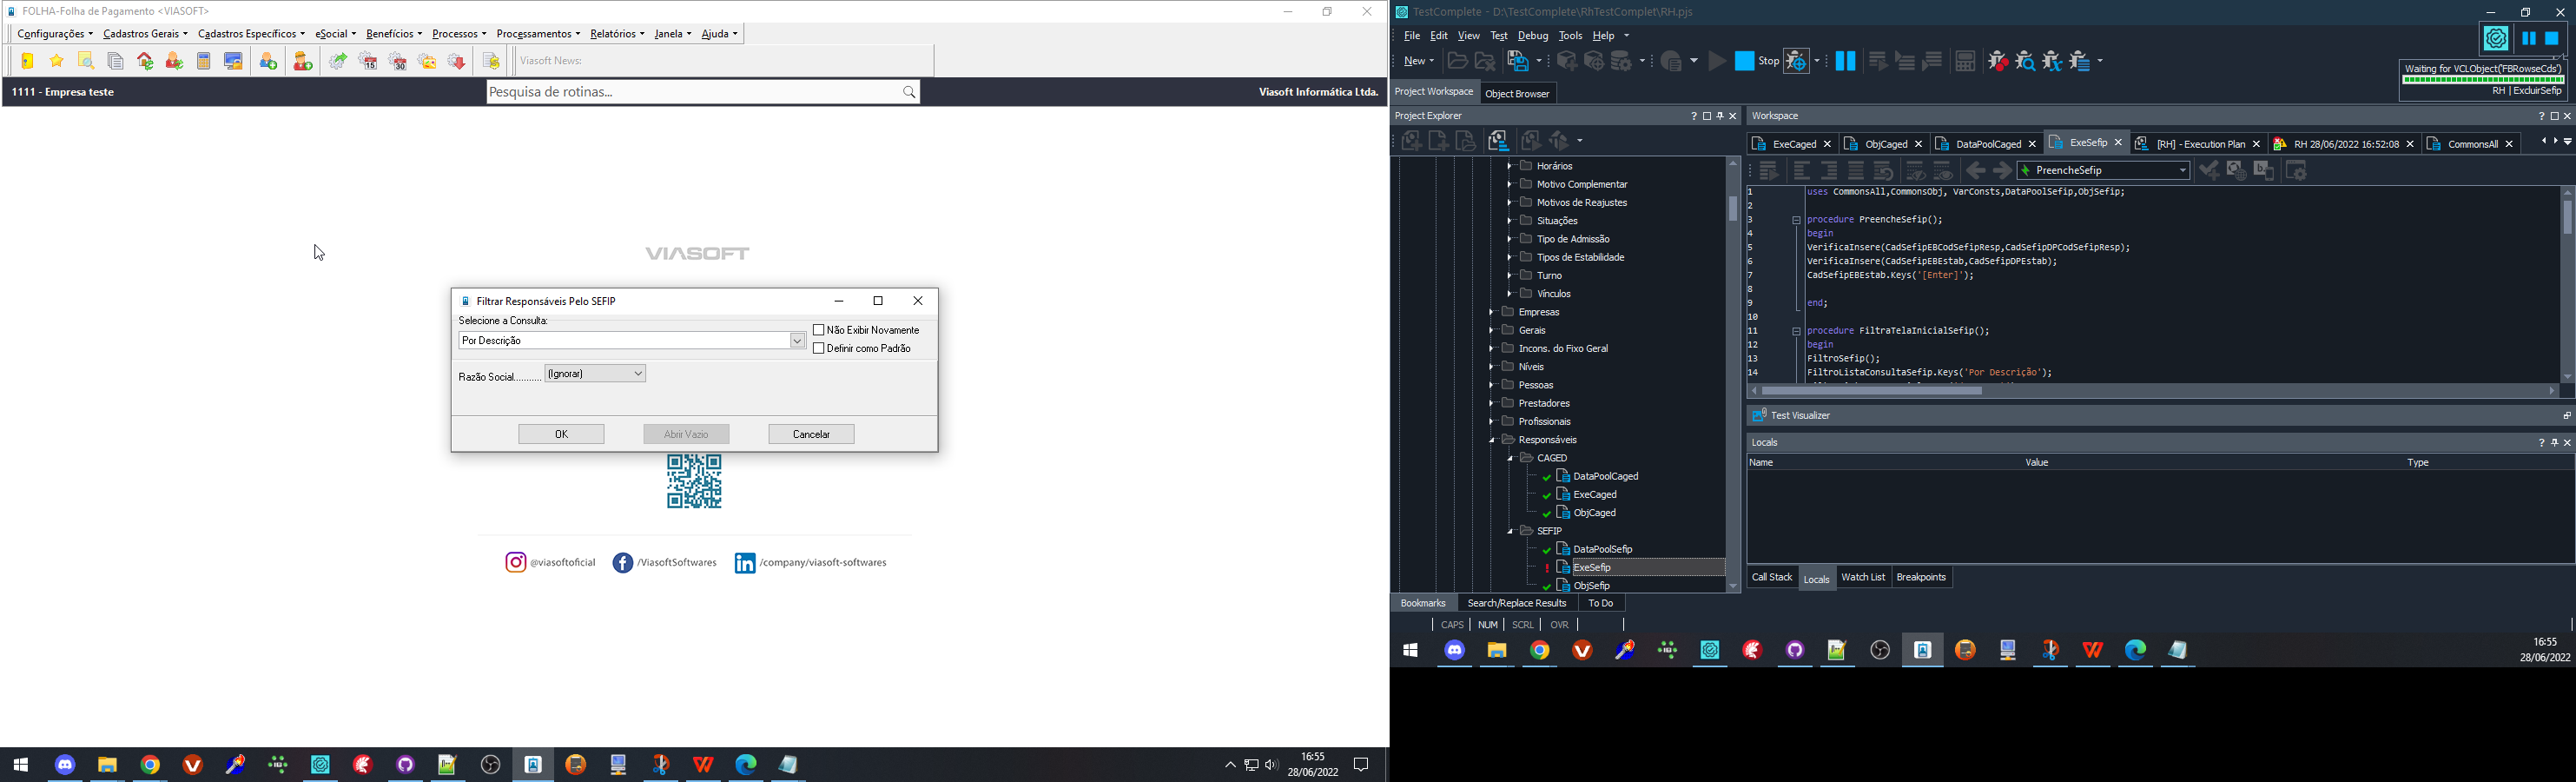 FOLHA-Folha de Pagamento <VIASOFT>
Configurações Cadastros Gerais Cadastros Específicos eSocial Benefícios Processos Processamentos Relatórios Janela Ajuda
15 30
Viasoft News:
1111 - Empresa teste
Pesquisa de rotinas...
Viasoft Informática Ltda.
VIASOFT
Filtrar Responsáveis Pelo SEFIP
Selecione a Consulta:
Por Descrição
Não Exibir Novamente
Definir como Padrão
Razão Social...........
(Ignorar)
OK
Abrir Vazio
Cancelar
@viasoftoficial
/ViasoftSoftwares
/company/viasoft-softwares
16:55
28/06/2022
TestComplete - D:\TestComplete\RhTestComplet\RH.pjs
File Edit View Test Debug Tools Help
New
Stop
Waiting for VCLObject('FBRowseCds')
RH | ExcluirSefip
Project Workspace
Object Browser
Project Explorer
Horários
Motivo Complementar
Motivos de Reajustes
Situações
Tipo de Admissão
Tipos de Estabilidade
Turno
Vínculos
Empresas
Gerais
Incons. do Fixo Geral
Níveis
Pessoas
Prestadores
Profissionais
Responsáveis
CAGED
DataPoolCaged
ExeCaged
ObjCaged
SEFIP
DataPoolSefip
ExeSefip
ObjSefip
Bookmarks
Search/Replace Results
To Do
CAPS NUM SCRL OVR
Workspace
ExeCaged
ObjCaged
DataPoolCaged
ExeSefip
[RH] - Execution Plan
RH 28/06/2022 16:52:08
CommonsAll
PreencheSefip
1 uses CommonsAll,CommonsObj, VarConsts,DataPoolSefip,ObjSefip;
2
3 procedure PreencheSefip();
4 begin
5 VerificaInsere(CadSefipEBCodSefipResp,CadSefipDPCodSefipResp);
6 VerificaInsere(CadSefipEBEstab,CadSefipDPEstab);
7 CadSefipEBEstab.Keys('[Enter]');
8
9 end;
10
11 procedure FiltraTelaInicialSefip();
12 begin
13 FiltroSefip();
14 FiltroListaConsultaSefip.Keys('Por Descrição');
Test Visualizer
Locals
Name
Value
Type
Call Stack
Locals
Watch List
Breakpoints
16:55
28/06/2022